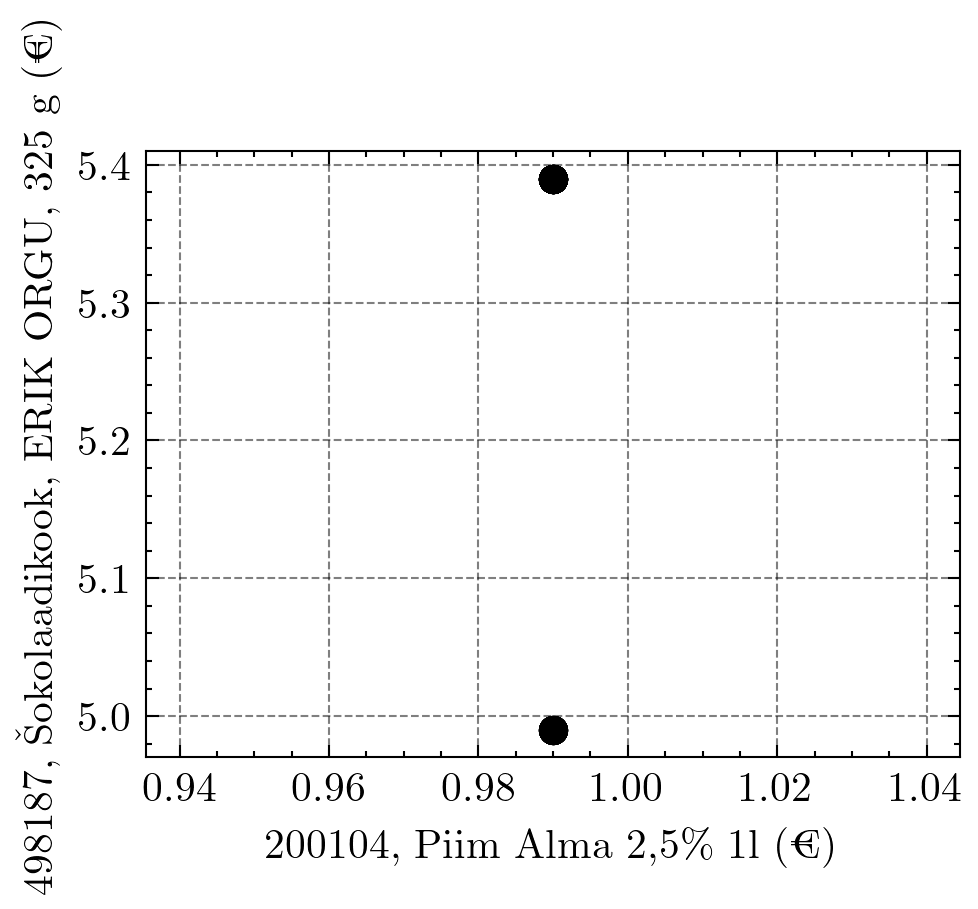 498187, Šokolaadikook, ERIK ORGU, 325 g (€)
5.4
5.3
5.2
5.1
5.0
0.94 0.96 0.98 1.00 1.02 1.04
200104, Piim Alma 2,5% 1l (€)